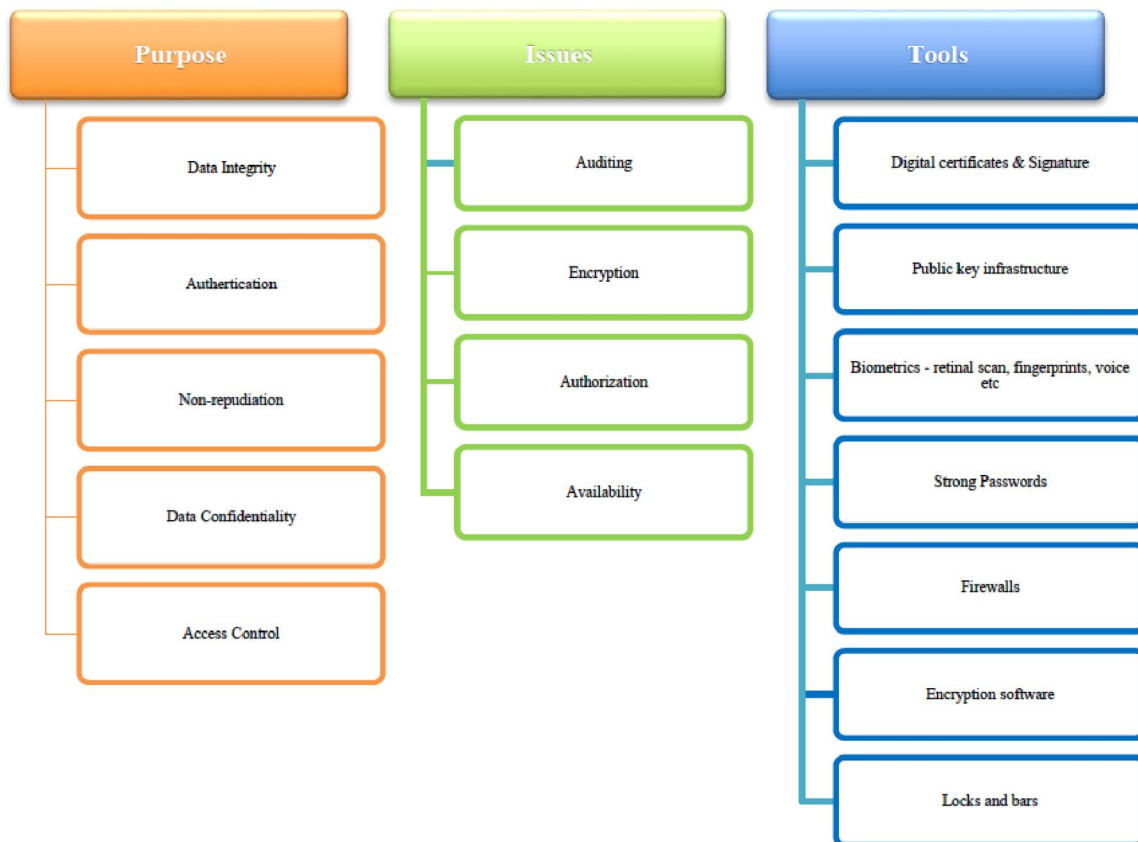 Purpose
Data Integrity
Authertication
Non-repudiation
Data Confidentiality
Access Control
Issues
Auditing
Encryption
Authorization
Availability
Tools
Digital certificates & Signature
Public key infrastructure
Biometrics - retinal scan, fingerprints, voice
etc
Strong Passwords
Firewalls
Encryption software
Locks and bars